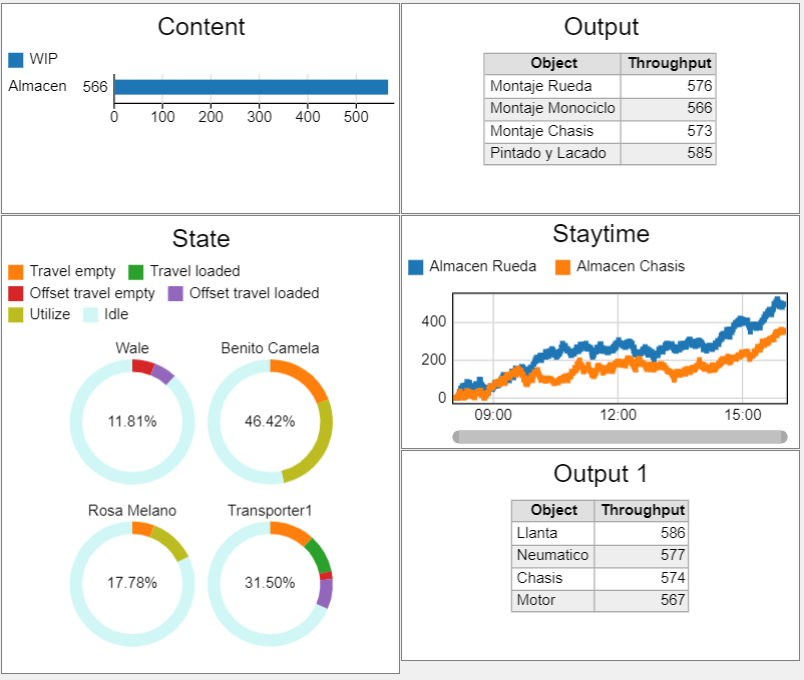 Content
WIP
Almacen 566
0 100 200 300 400 500
Output
Object Throughput
Montaje Rueda 576
Montaje Monociclo 566
Montaje Chasis 573
Pintado y Lacado 585
State
Travel empty Travel loaded
Offset travel empty Offset travel loaded
Utilize Idle
Wale Benito Camela
11.81% 46.42%
Rosa Melano Transporter1
17.78% 31.50%
Staytime
Almacen Rueda Almacen Chasis
400
200
0
09:00 12:00 15:00
Output 1
Object Throughput
Llanta 586
Neumatico 577
Chasis 574
Motor 567